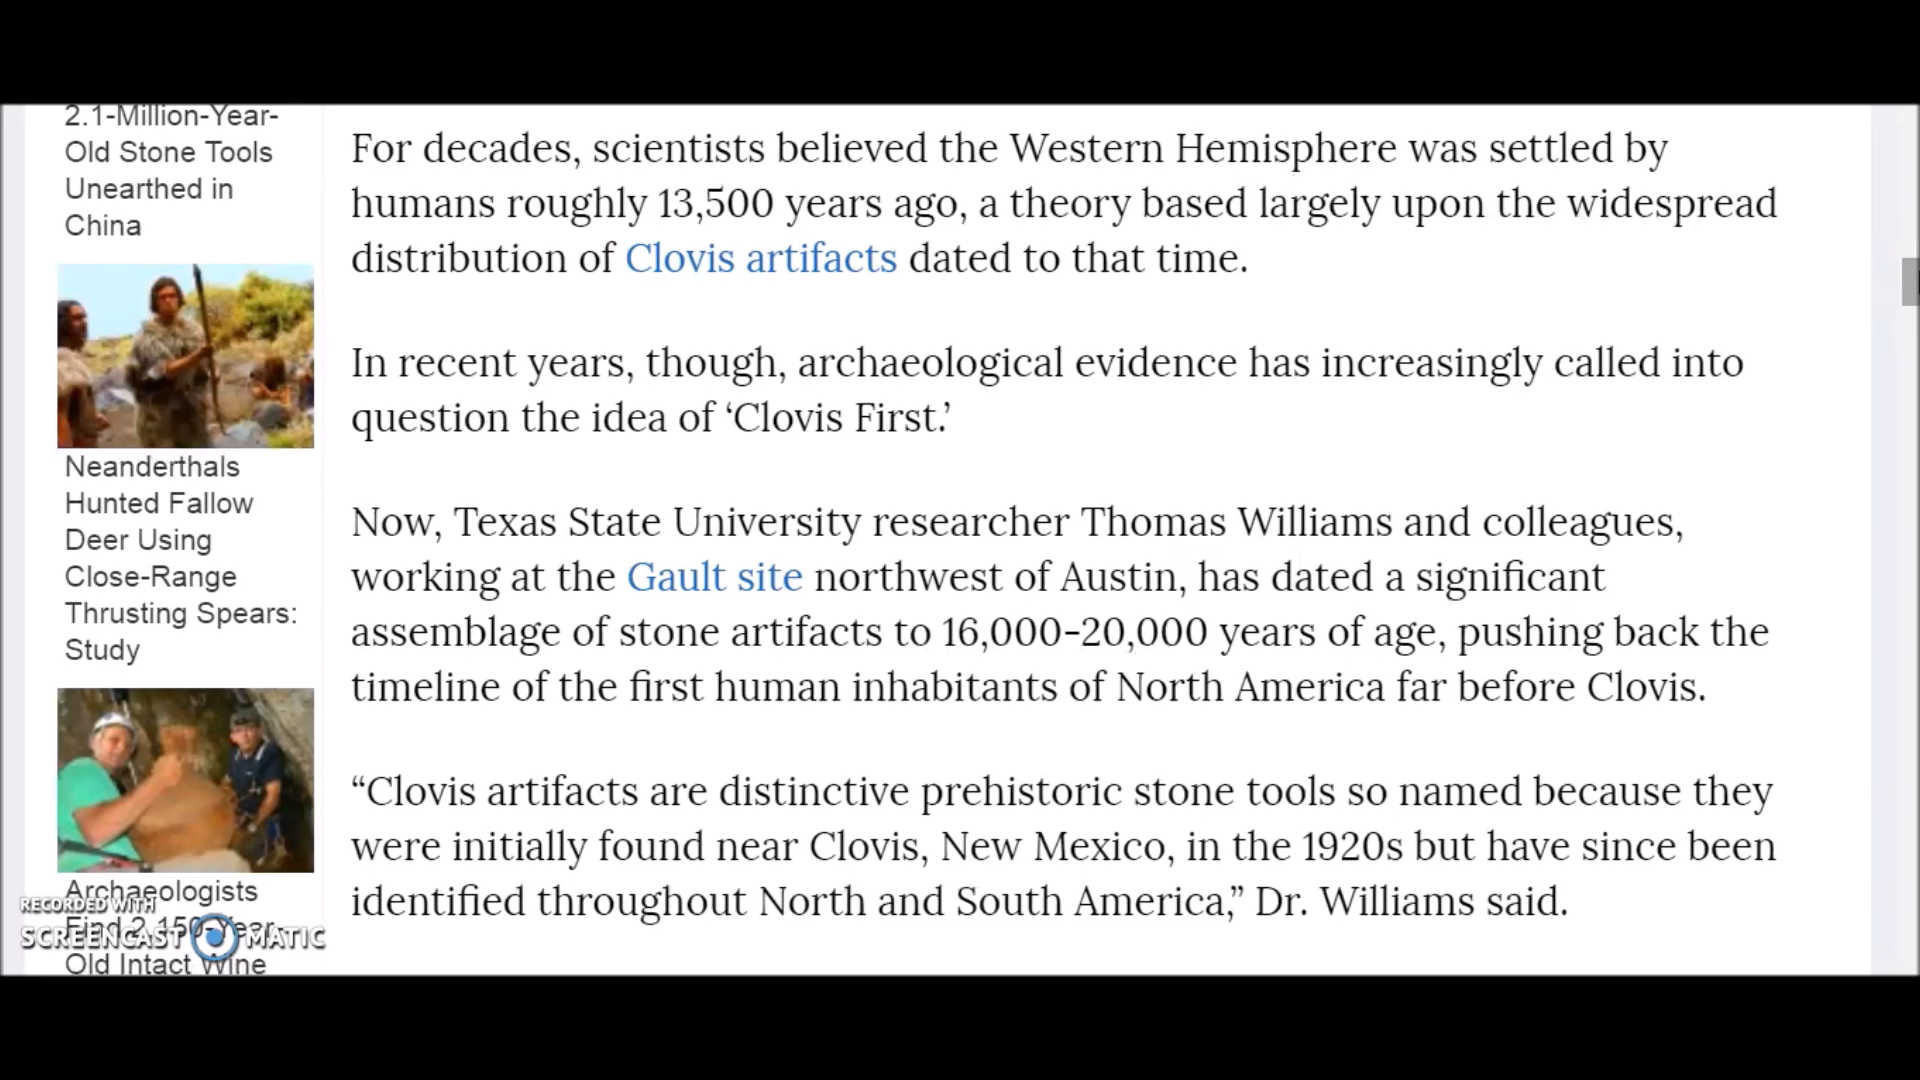 2.1-Million-Year-
Old Stone Tools
Unearthed in
China
Neanderthals
Hunted Fallow
Deer Using
Close-Range
Thrusting Spears:
Study
Archaeologists
Find 2,150-Year-
Old Intact Wine
For decades, scientists believed the Western Hemisphere was settled by
humans roughly 13,500 years ago, a theory based largely upon the widespread
distribution of Clovis artifacts dated to that time.
In recent years, though, archaeological evidence has increasingly called into
question the idea of ‘Clovis First.’
Now, Texas State University researcher Thomas Williams and colleagues,
working at the Gault site northwest of Austin, has dated a significant
assemblage of stone artifacts to 16,000-20,000 years of age, pushing back the
timeline of the first human inhabitants of North America far before Clovis.
“Clovis artifacts are distinctive prehistoric stone tools so named because they
were initially found near Clovis, New Mexico, in the 1920s but have since been
identified throughout North and South America,” Dr. Williams said.
RECORDED WITH
SCREENCAST MATIC